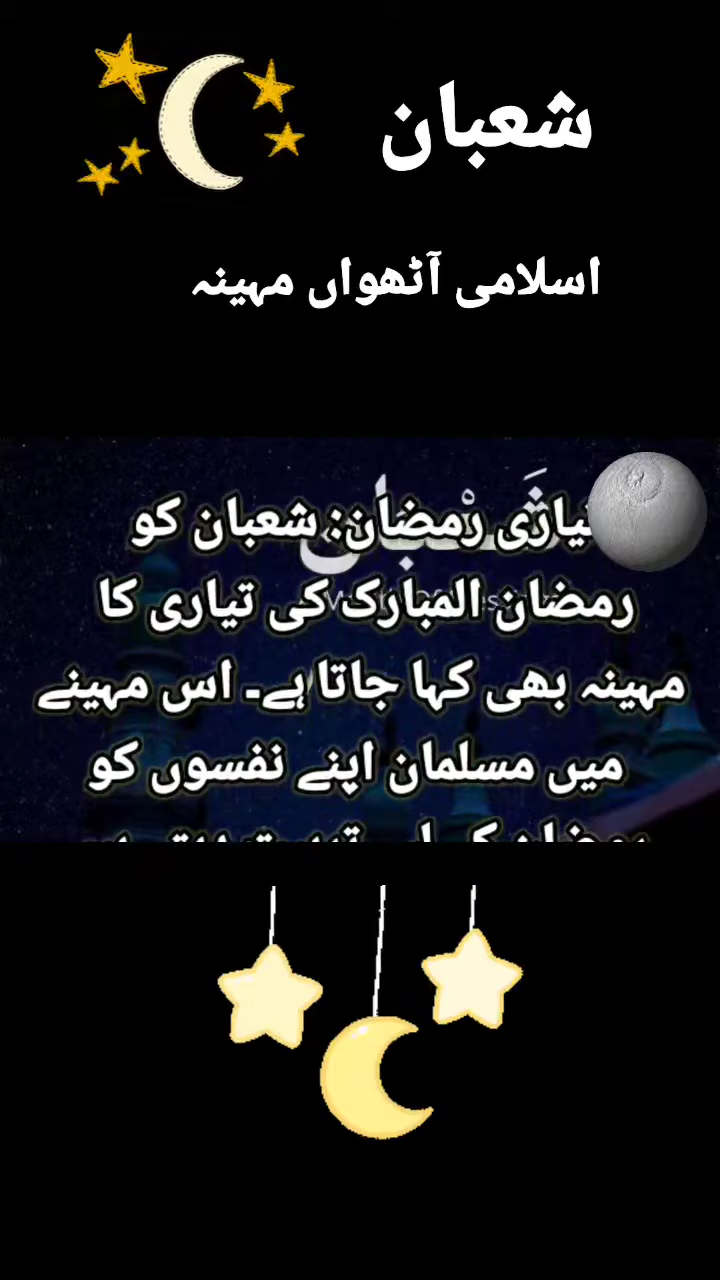 شعبان
اسلامی آٹھواں مہینہ
رمضان: شعبان کو
رمضان المبارک کی تیاری کا
مہینہ بھی کہا جاتا ہے۔ اس مہینے
میں مسلمان اپنے نفسوں کو